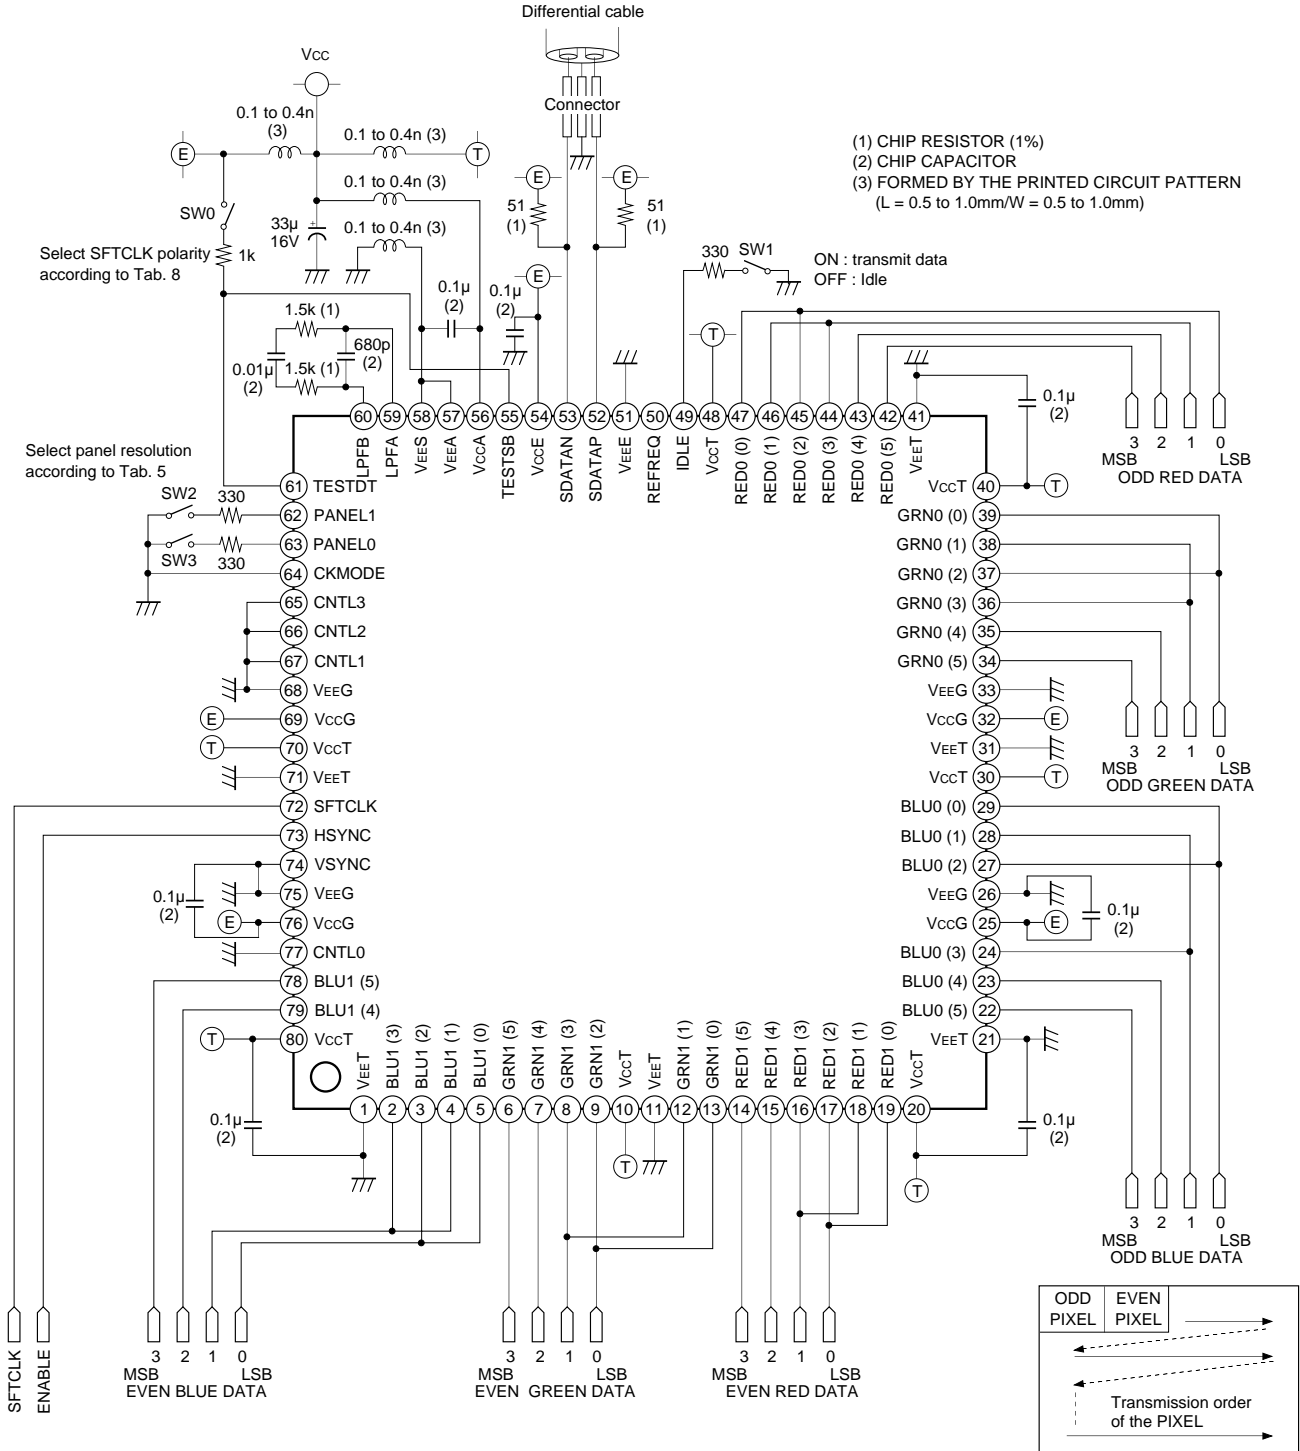 Differential cable
Vcc
0.1 to 0.4n
(3)
0.1 to 0.4n (3)
E
T
0.1 to 0.4n (3)
0.1 to 0.4n (3)
SW0
33µ
16V
1k
Select SFTCLK polarity
according to Tab. 8
Connector
E
E
51
(1)
51
(1)
(1) CHIP RESISTOR (1%)
(2) CHIP CAPACITOR
(3) FORMED BY THE PRINTED CIRCUIT PATTERN
(L = 0.5 to 1.0mm/W = 0.5 to 1.0mm)
330
SW1
ON : transmit data
OFF : Idle
E
0.1µ
(2)
0.1µ
(2)
1.5k (1)
680p
(2)
0.01µ
(2)
1.5k (1)
T
0.1µ
(2)
60
59
58
57
56
55
54
53
52
51
50
49
48
47
46
45
44
43
42
41
LPFB
LPFA
VEES
VEEA
VccA
TESTSB
VccE
SDATAN
SDATAP
VEEE
REFREQ
IDLE
VccT
RED0 (0)
RED0 (1)
RED0 (2)
RED0 (3)
RED0 (4)
RED0 (5)
VEET
3
2
1
0
MSB
LSB
ODD RED DATA
Select panel resolution
according to Tab. 5
SW2
330
SW3
330
61 TESTDT
62 PANEL1
63 PANEL0
64 CKMODE
65 CNTL3
66 CNTL2
67 CNTL1
68 VEEG
E
69 VccG
T
70 VccT
71 VEET
72 SFTCLK
73 HSYNC
74 VSYNC
75 VEEG
0.1µ
(2)
E
76 VccG
77 CNTL0
78 BLU1 (5)
79 BLU1 (4)
T
80 VccT
VccT 40
T
GRN0 (0) 39
GRN0 (1) 38
GRN0 (2) 37
GRN0 (3) 36
GRN0 (4) 35
GRN0 (5) 34
VEEG 33
VccG 32
E
VEET 31
VccT 30
T
3
2
1
0
MSB
LSB
ODD GREEN DATA
BLU0 (0) 29
BLU0 (1) 28
BLU0 (2) 27
VEEG 26
VccG 25
E
0.1µ
(2)
BLU0 (3) 24
BLU0 (4) 23
BLU0 (5) 22
VEET 21
VEET
BLU1 (3)
BLU1 (2)
BLU1 (1)
BLU1 (0)
GRN1 (5)
GRN1 (4)
GRN1 (3)
GRN1 (2)
VccT
VEET
GRN1 (1)
GRN1 (0)
RED1 (5)
RED1 (4)
RED1 (3)
RED1 (2)
RED1 (1)
RED1 (0)
VccT
1
2
3
4
5
6
7
8
9
10
11
12
13
14
15
16
17
18
19
20
0.1µ
(2)
T
T
0.1µ
(2)
3
2
1
0
MSB
LSB
ODD BLUE DATA
SFTCLK
ENABLE
3
2
1
0
MSB
LSB
EVEN BLUE DATA
3
2
1
0
MSB
LSB
EVEN GREEN DATA
3
2
1
0
MSB
LSB
EVEN RED DATA
ODD
PIXEL
EVEN
PIXEL
Transmission order
of the PIXEL